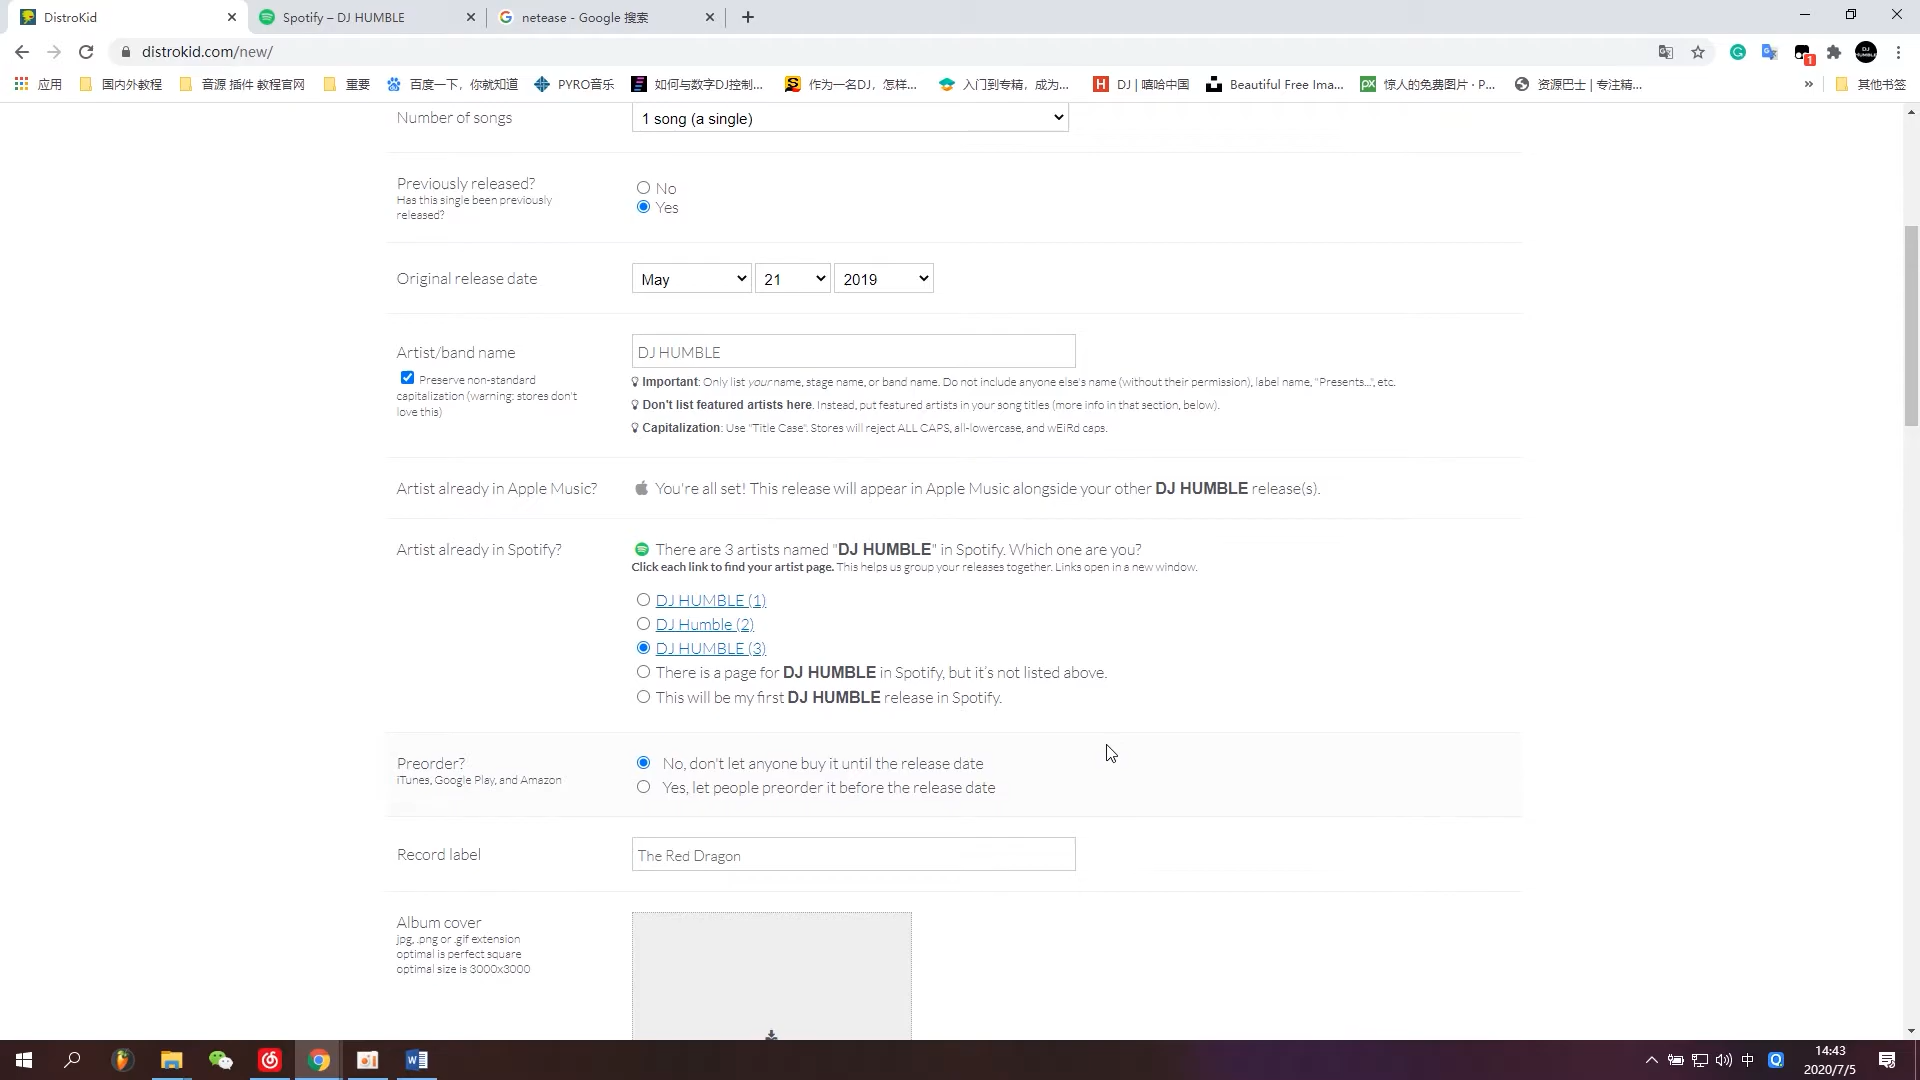 DistroKid
Spotify – DJ HUMBLE
netease - Google 搜索
distrokid.com/new/
应用
国内外教程
音源 插件 教程官网
重要
百度一下，你就知道
PYRO音乐
如何与数字DJ控制...
作为一名DJ，怎样...
入门到专精，成为...
DJ | 嘻哈中国
Beautiful Free Ima...
惊人的免费图片 · P...
资源巴士 | 专注精...
其他书签
Number of songs
1 song (a single)
Previously released?
Has this single been previously
released?
No
Yes
Original release date
May
21
2019
Artist/band name
Preserve non-standard
capitalization (warning: stores don't
love this)
DJ HUMBLE
Important: Only list your name, stage name, or band name. Do not include anyone else's name (without their permission), label name, "Presents...", etc.
Don't list featured artists here. Instead, put featured artists in your song titles (more info in that section, below).
Capitalization: Use "Title Case". Stores will reject ALL CAPS, all-lowercase, and wEiRd caps.
Artist already in Apple Music?
You're all set! This release will appear in Apple Music alongside your other DJ HUMBLE release(s).
Artist already in Spotify?
There are 3 artists named "DJ HUMBLE" in Spotify. Which one are you?
Click each link to find your artist page. This helps us group your releases together. Links open in a new window.
DJ HUMBLE (1)
DJ Humble (2)
DJ HUMBLE (3)
There is a page for DJ HUMBLE in Spotify, but it's not listed above.
This will be my first DJ HUMBLE release in Spotify.
Preorder?
iTunes, Google Play, and Amazon
No, don't let anyone buy it until the release date
Yes, let people preorder it before the release date
Record label
The Red Dragon
Album cover
jpg, .png or .gif extension
optimal is perfect square
optimal size is 3000x3000
中
14:43
2020/7/5